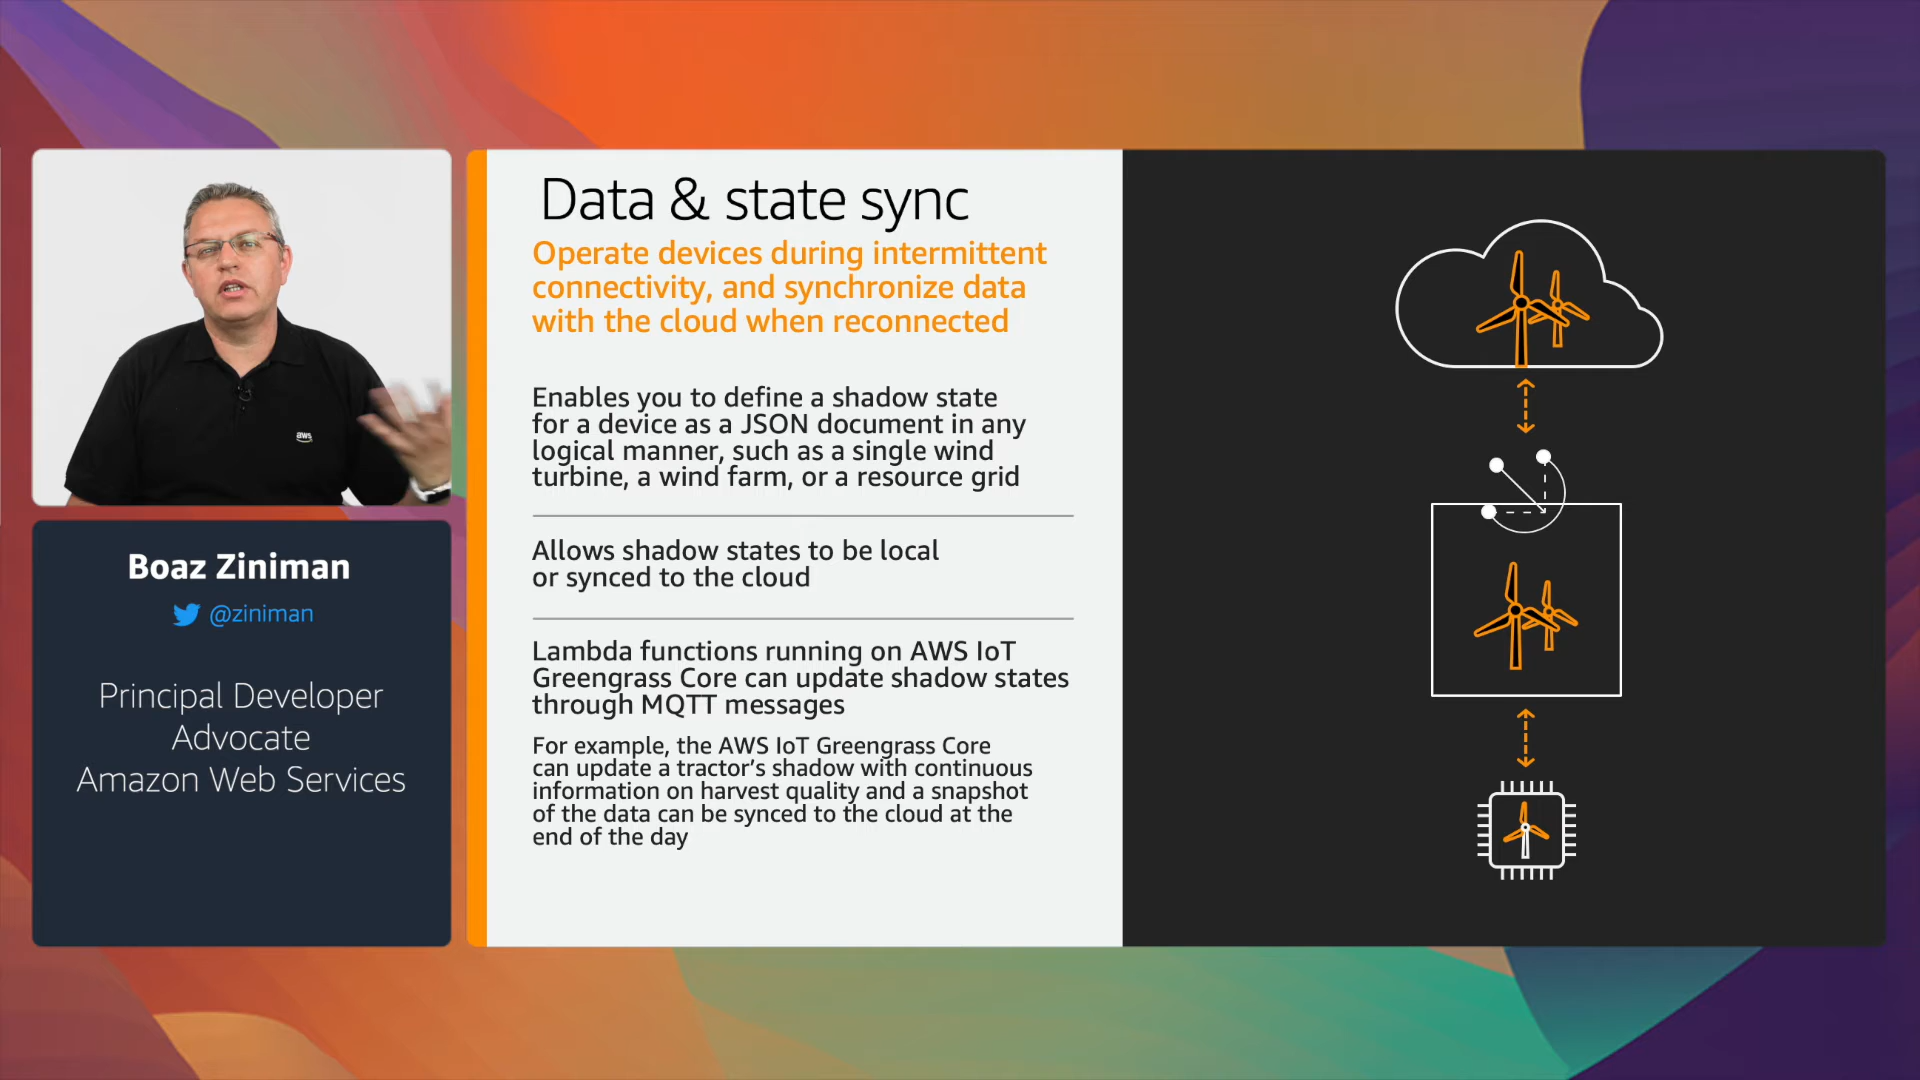 aws
Boaz Ziniman
@ziniman
Principal Developer
Advocate
Amazon Web Services
Data & state sync
Operate devices during intermittent
connectivity, and synchronize data
with the cloud when reconnected
Enables you to define a shadow state
for a device as a JSON document in any
logical manner, such as a single wind
turbine, a wind farm, or a resource grid
Allows shadow states to be local
or synced to the cloud
Lambda functions running on AWS IoT
Greengrass Core can update shadow states
through MQTT messages
For example, the AWS IoT Greengrass Core
can update a tractor’s shadow with continuous
information on harvest quality and a snapshot
of the data can be synced to the cloud at the
end of the day